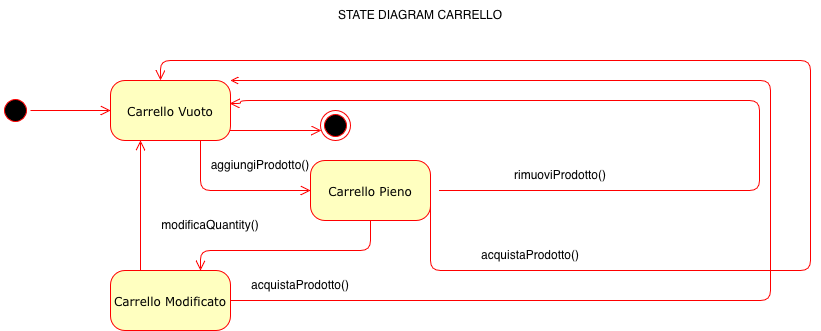 STATE DIAGRAM CARRELLO
Carrello Vuoto
aggiungiProdotto()
rimuoviProdotto()
Carrello Pieno
modificaQuantity()
acquistaProdotto()
acquistaProdotto()
Carrello Modificato